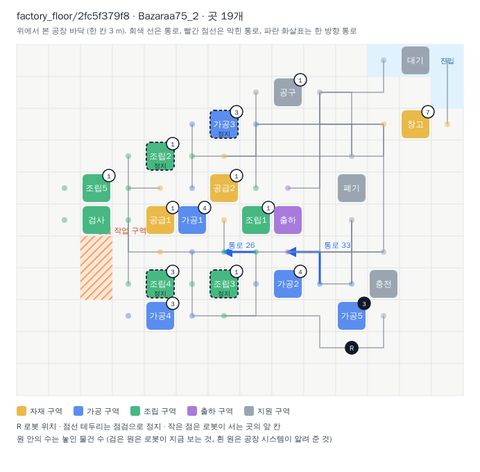 factory_floor/2fc5f379f8 · Bazaraa75_2 · 곳 19개
위에서 본 공장 바닥 (한 칸 3 m). 회색 선은 통로, 빨간 점선은 막힌 통로, 파란 화살표는 한 방향 통로
대기
진입
공구 1
창고 7
가공3 3
정지
조립2 1
정지
조립5 1
공급2 1
폐기
검사
공급1 1
가공1 4
조립1 1
출하
작업 구역
통로 26
통로 33
조립4 3
정지
조립3 1
정지
가공2 4
충전
가공4 3
가공5 3
R
자재 구역
가공 구역
조립 구역
출하 구역
지원 구역
R 로봇 위치 · 점선 테두리는 점검으로 정지 · 작은 점은 로봇이 서는 곳의 앞 칸
원 안의 수는 놓인 물건 수 (검은 원은 로봇이 지금 보는 것, 흰 원은 공장 시스템이 알려 준 것)